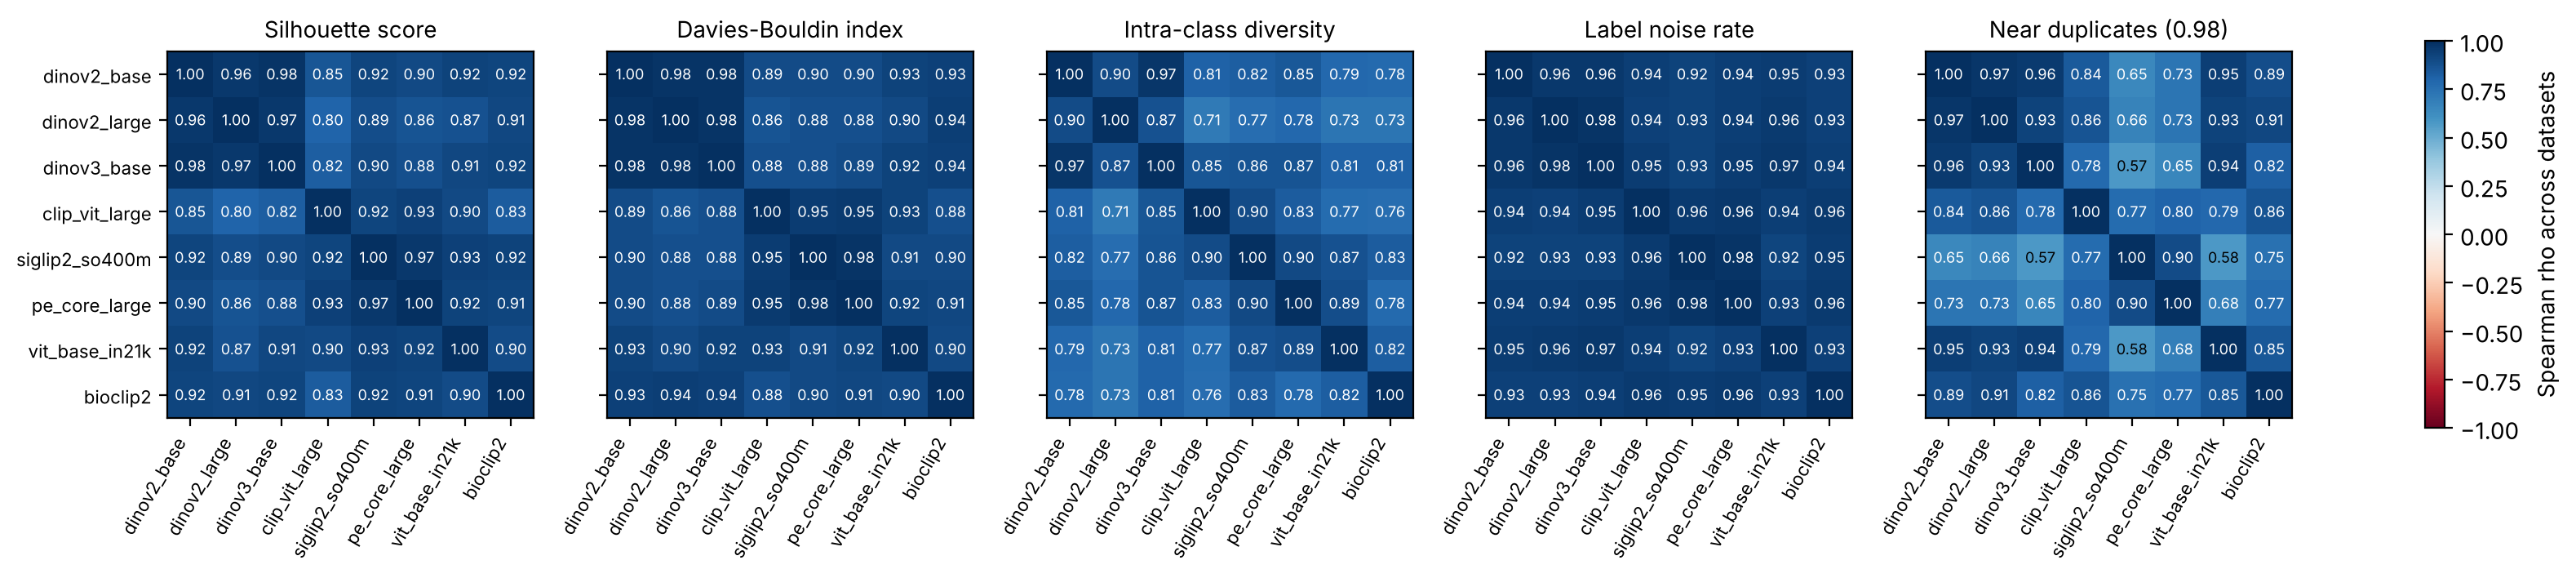 Silhouette score Davies-Bouldin index Intra-class diversity Label noise rate Near duplicates (0.98)
dinov2_base 1.00 0.96 0.98 0.85 0.92 0.90 0.92 0.92 1.00 0.98 0.98 0.89 0.90 0.90 0.93 0.93 1.00 0.90 0.97 0.81 0.82 0.85 0.79 0.78 1.00 0.96 0.96 0.94 0.92 0.94 0.95 0.93 1.00 0.97 0.96 0.84 0.65 0.73 0.95 0.89
dinov2_large 0.96 1.00 0.97 0.80 0.89 0.86 0.87 0.91 0.98 1.00 0.98 0.86 0.88 0.88 0.90 0.94 0.90 1.00 0.87 0.71 0.77 0.78 0.73 0.73 0.96 1.00 0.98 0.94 0.93 0.94 0.96 0.93 0.97 1.00 0.93 0.86 0.66 0.73 0.93 0.91
dinov3_base 0.98 0.97 1.00 0.82 0.90 0.88 0.91 0.92 0.98 0.98 1.00 0.88 0.88 0.89 0.92 0.94 0.97 0.87 1.00 0.85 0.86 0.87 0.81 0.81 0.96 0.98 1.00 0.95 0.93 0.95 0.97 0.94 0.96 0.93 1.00 0.78 0.57 0.65 0.94 0.82
clip_vit_large 0.85 0.80 0.82 1.00 0.92 0.93 0.90 0.83 0.89 0.86 0.88 1.00 0.95 0.95 0.93 0.88 0.81 0.71 0.85 1.00 0.90 0.83 0.77 0.76 0.94 0.94 0.95 1.00 0.96 0.96 0.94 0.96 0.84 0.86 0.78 1.00 0.77 0.80 0.79 0.86
siglip2_so400m 0.92 0.89 0.90 0.92 1.00 0.97 0.93 0.92 0.90 0.88 0.88 0.95 1.00 0.98 0.91 0.90 0.82 0.77 0.86 0.90 1.00 0.90 0.87 0.83 0.92 0.93 0.93 0.96 1.00 0.98 0.92 0.95 0.65 0.66 0.57 0.77 1.00 0.90 0.58 0.75
pe_core_large 0.90 0.86 0.88 0.93 0.97 1.00 0.92 0.91 0.90 0.88 0.89 0.95 0.98 1.00 0.92 0.91 0.85 0.78 0.87 0.83 0.90 1.00 0.89 0.78 0.94 0.94 0.95 0.96 0.98 1.00 0.93 0.96 0.73 0.73 0.65 0.80 0.90 1.00 0.68 0.77
vit_base_in21k 0.92 0.87 0.91 0.90 0.93 0.92 1.00 0.90 0.93 0.90 0.92 0.93 0.91 0.92 1.00 0.90 0.79 0.73 0.81 0.77 0.87 0.89 1.00 0.82 0.95 0.96 0.97 0.94 0.92 0.93 1.00 0.93 0.95 0.93 0.94 0.79 0.58 0.68 1.00 0.85
bioclip2 0.92 0.91 0.92 0.83 0.92 0.91 0.90 1.00 0.93 0.94 0.94 0.88 0.90 0.91 0.90 1.00 0.78 0.73 0.81 0.76 0.83 0.78 0.82 1.00 0.93 0.93 0.94 0.96 0.95 0.96 0.93 1.00 0.89 0.91 0.82 0.86 0.75 0.77 0.85 1.00
dinov2_base dinov2_large dinov3_base clip_vit_large siglip2_so400m pe_core_large vit_base_in21k bioclip2
dinov2_base dinov2_large dinov3_base clip_vit_large siglip2_so400m pe_core_large vit_base_in21k bioclip2
dinov2_base dinov2_large dinov3_base clip_vit_large siglip2_so400m pe_core_large vit_base_in21k bioclip2
dinov2_base dinov2_large dinov3_base clip_vit_large siglip2_so400m pe_core_large vit_base_in21k bioclip2
dinov2_base dinov2_large dinov3_base clip_vit_large siglip2_so400m pe_core_large vit_base_in21k bioclip2
1.00
0.75
0.50
0.25
0.00
−0.25
−0.50
−0.75
−1.00
Spearman rho across datasets